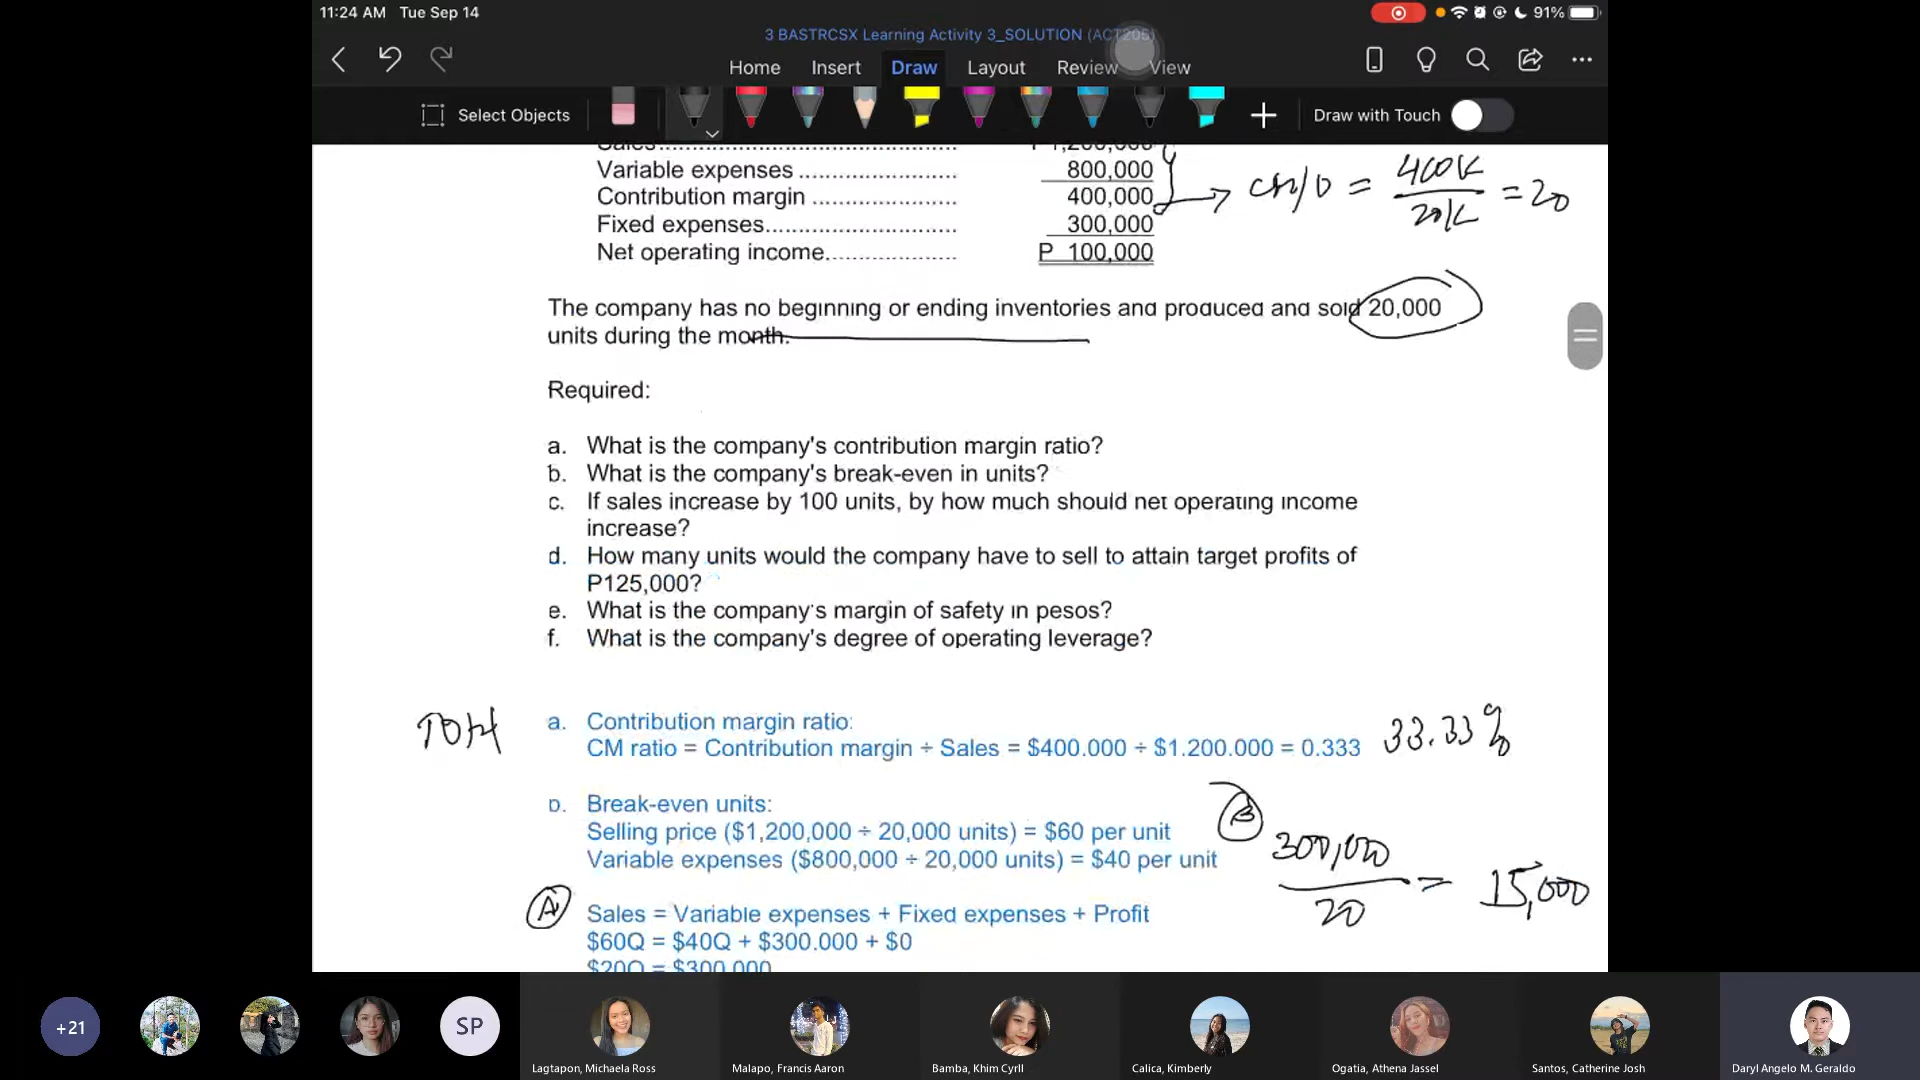 11:24 AM Tue Sep 14
91%
3 BASTRCSX Learning Activity 3_SOLUTION (ACT205)
Home Insert Draw Layout Review View
Select Objects
Draw with Touch
Sales P 1,200,000
Variable expenses 800,000
Contribution margin 400,000
Fixed expenses 300,000
Net operating income P 100,000
= 400K / 20K = 20
The company has no beginning or ending inventories and produced and sold 20,000
units during the month.
Required:
a. What is the company's contribution margin ratio?
b. What is the company's break-even in units?
c. If sales increase by 100 units, by how much should net operating income
increase?
d. How many units would the company have to sell to attain target profits of
P125,000?
e. What is the company's margin of safety in pesos?
f. What is the company's degree of operating leverage?
a. Contribution margin ratio:
CM ratio = Contribution margin ÷ Sales = $400.000 ÷ $1.200.000 = 0.333 33.33%
b. Break-even units:
Selling price ($1,200,000 ÷ 20,000 units) = $60 per unit
Variable expenses ($800,000 ÷ 20,000 units) = $40 per unit
B
300,000 / 20 = 15,000
A
Sales = Variable expenses + Fixed expenses + Profit
$60Q = $40Q + $300.000 + $0
$20Q = $300.000
+21
SP
Lagtapon, Michaela Ross
Malapo, Francis Aaron
Bamba, Khim Cyrll
Calica, Kimberly
Ogatia, Athena Jassel
Santos, Catherine Josh
Daryl Angelo M. Geraldo